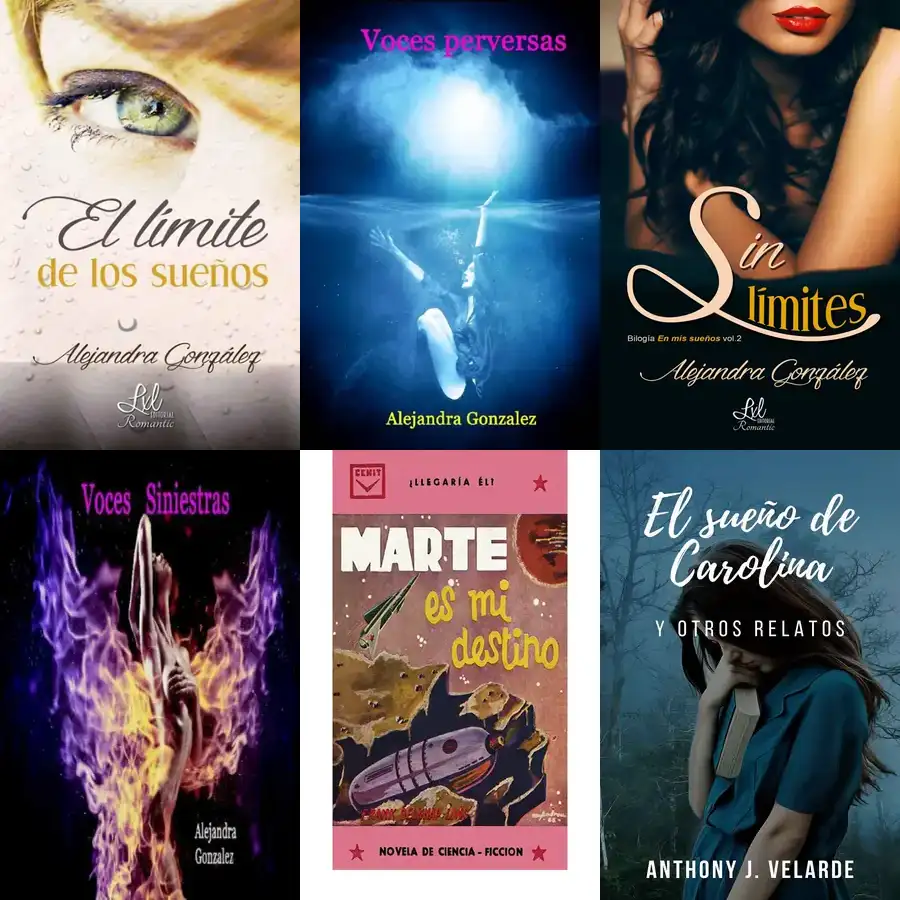 El límite
de los sueños
Alejandra González
LxL
EDITORIAL
Romantic
Voces perversas
Alejandra Gonzalez
Sin
límites
Bilogía En mis sueños vol.2
Alejandra González
LxL
EDITORIAL
Romantic
Voces Siniestras
Alejandra
Gonzalez
CENIT
¿LLEGARÍA ÉL?
MARTE
es mi
destino
NOVELA DE CIENCIA-FICCION
El sueño de
Carolina
Y OTROS RELATOS
ANTHONY J. VELARDE